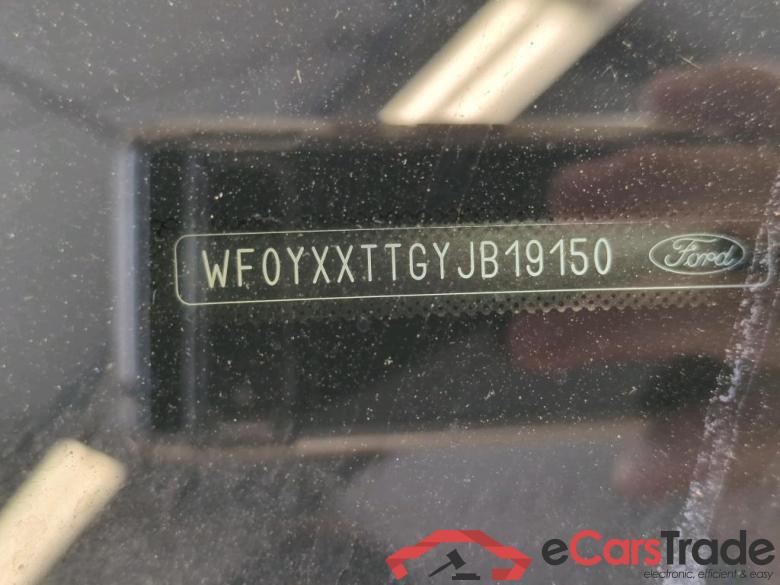 WF0YXXTTGYJB19150 Ford
eCarsTrade
electronic, efficient & easy